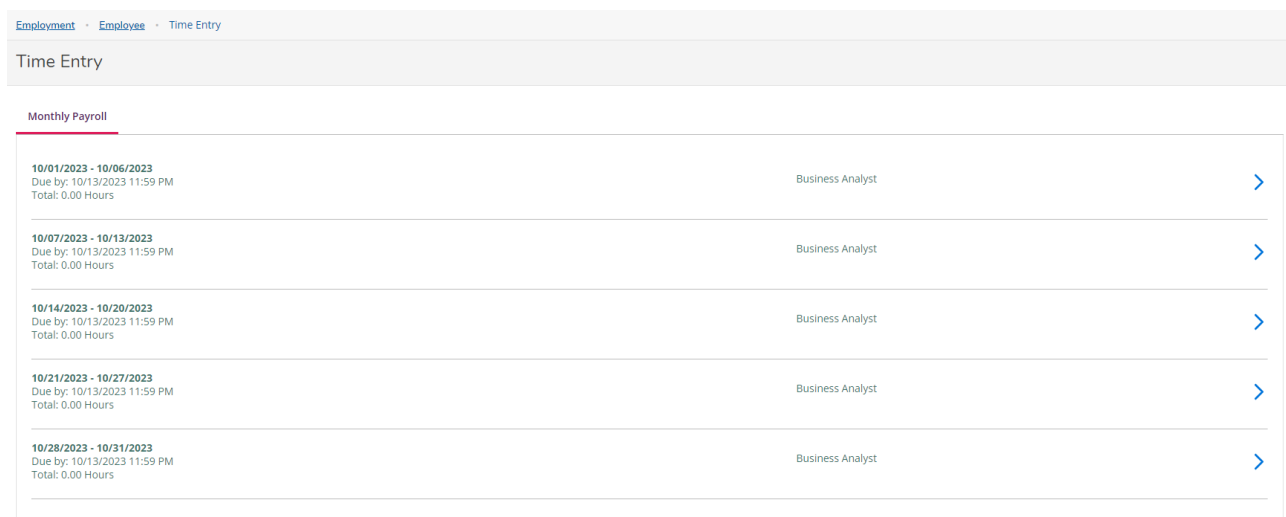 Employment · Employee · Time Entry
Time Entry
Monthly Payroll
10/01/2023 - 10/06/2023
Due by: 10/13/2023 11:59 PM
Total: 0.00 Hours
Business Analyst
10/07/2023 - 10/13/2023
Due by: 10/13/2023 11:59 PM
Total: 0.00 Hours
Business Analyst
10/14/2023 - 10/20/2023
Due by: 10/13/2023 11:59 PM
Total: 0.00 Hours
Business Analyst
10/21/2023 - 10/27/2023
Due by: 10/13/2023 11:59 PM
Total: 0.00 Hours
Business Analyst
10/28/2023 - 10/31/2023
Due by: 10/13/2023 11:59 PM
Total: 0.00 Hours
Business Analyst